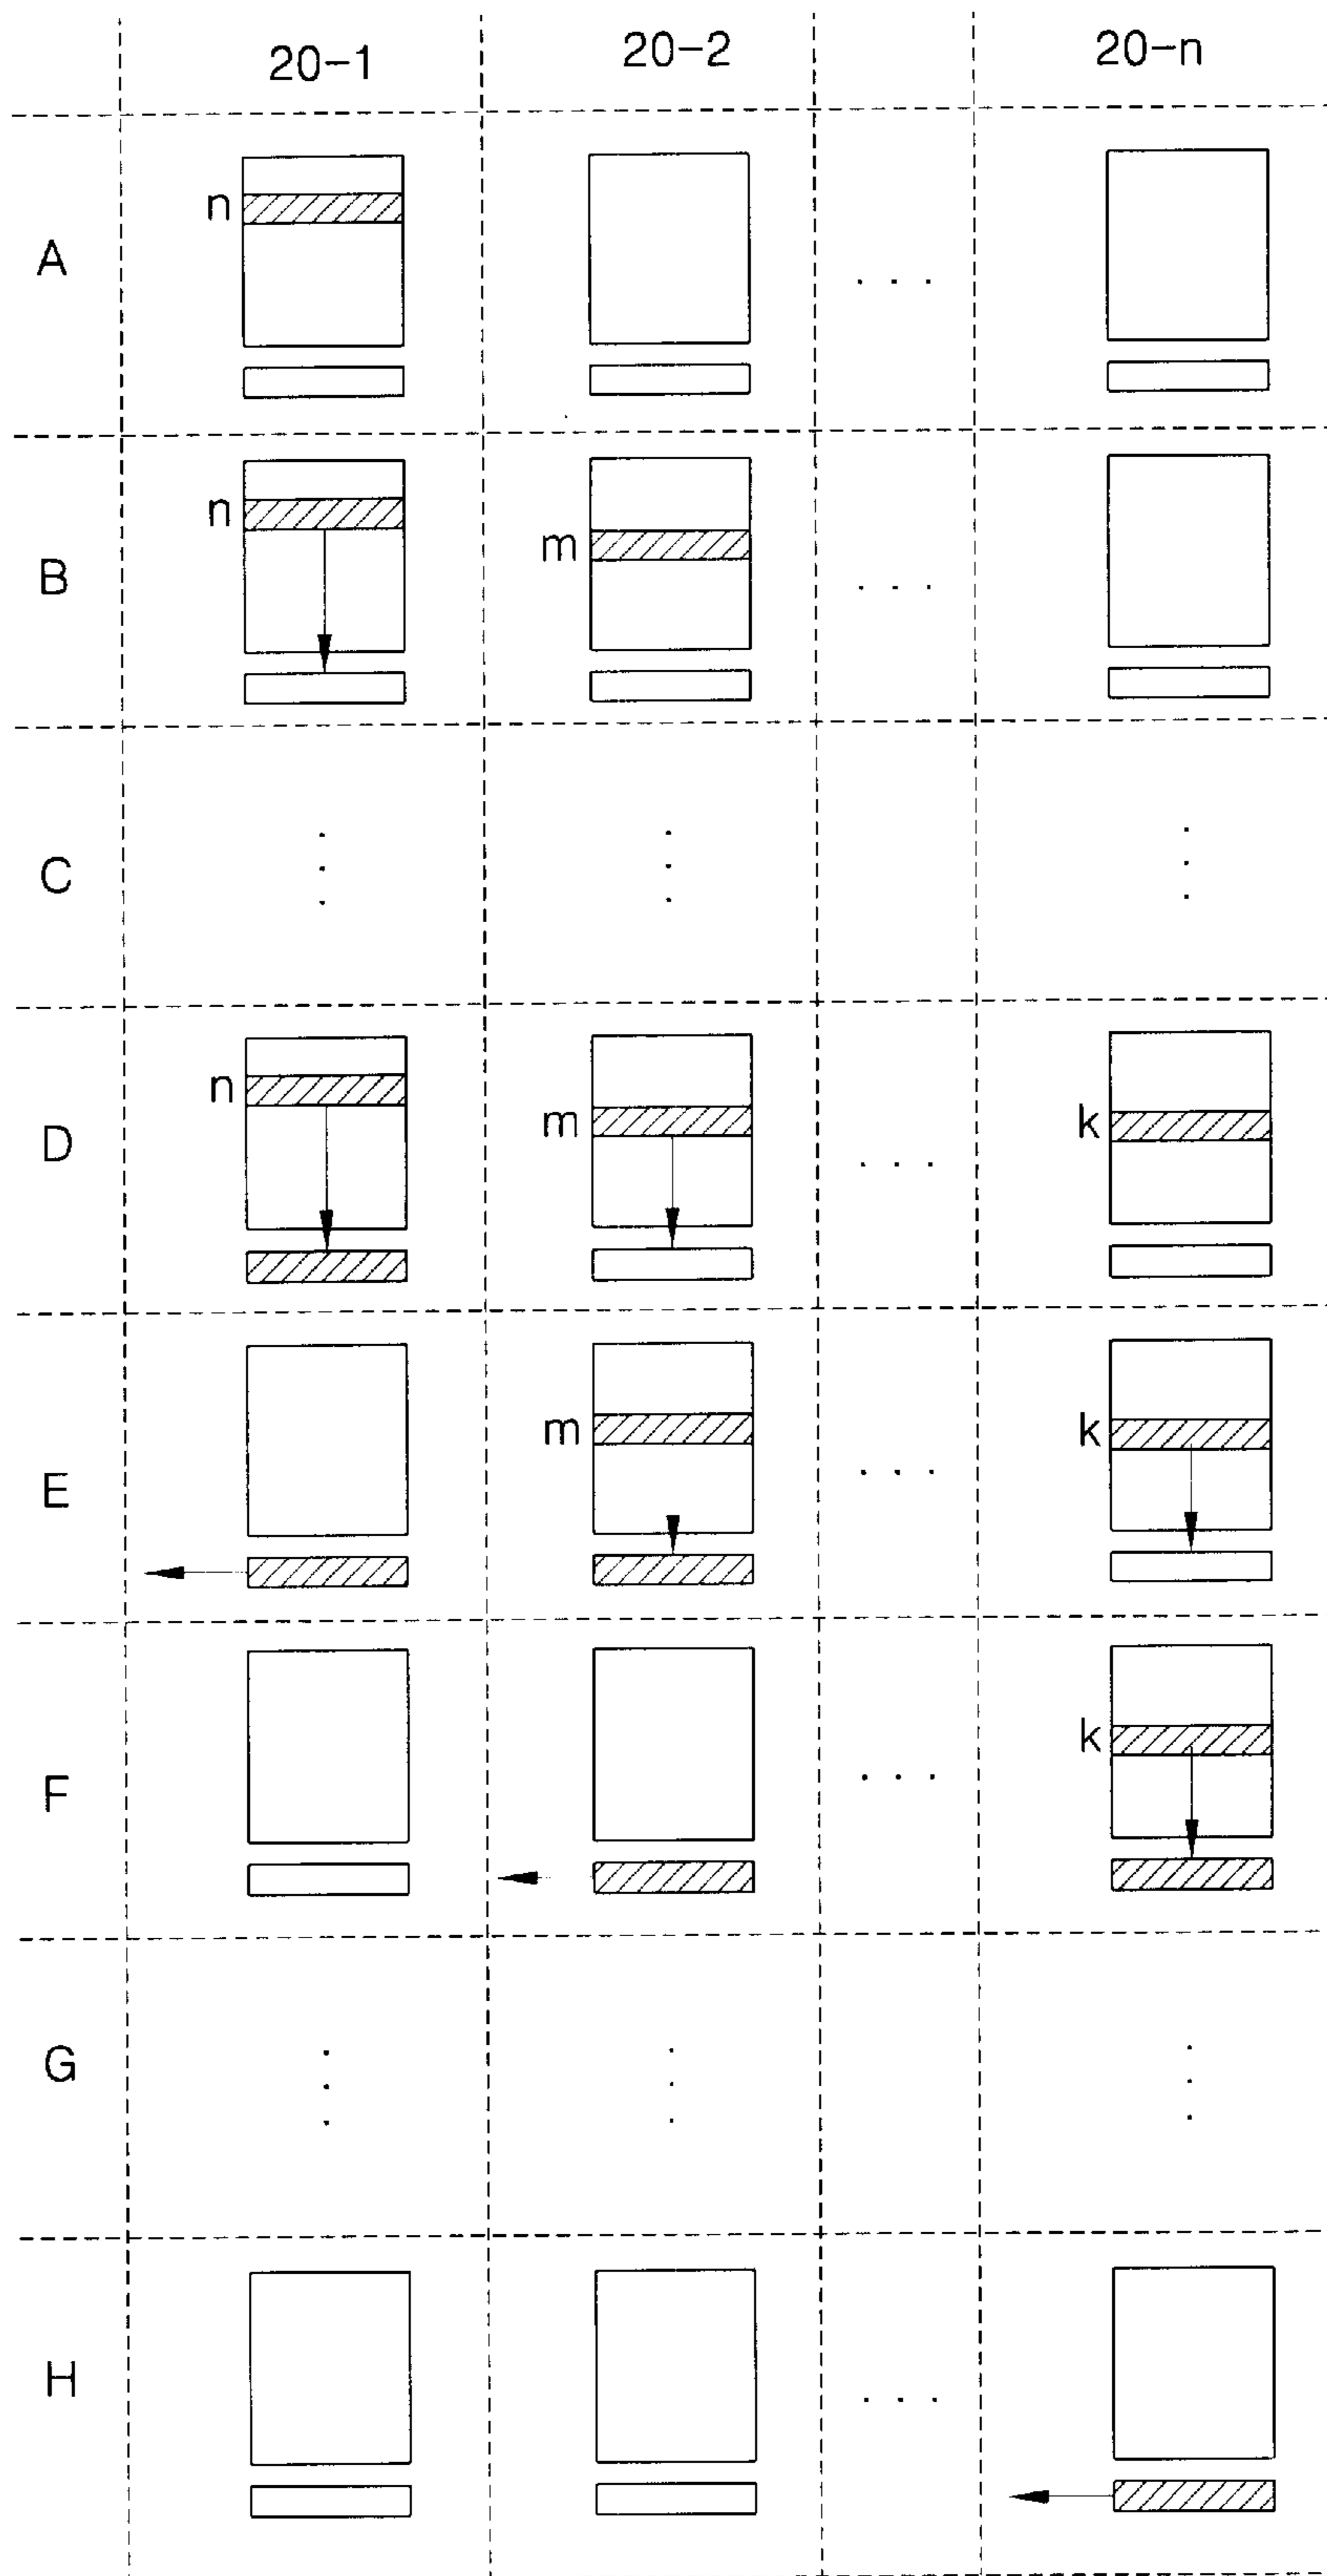 20-1 20-2 20-n
n
A
. . .
n
m
B
. . .
C
n
m
k
D
. . .
m
k
E
. . .
k
F
. . .
G
H
. . .